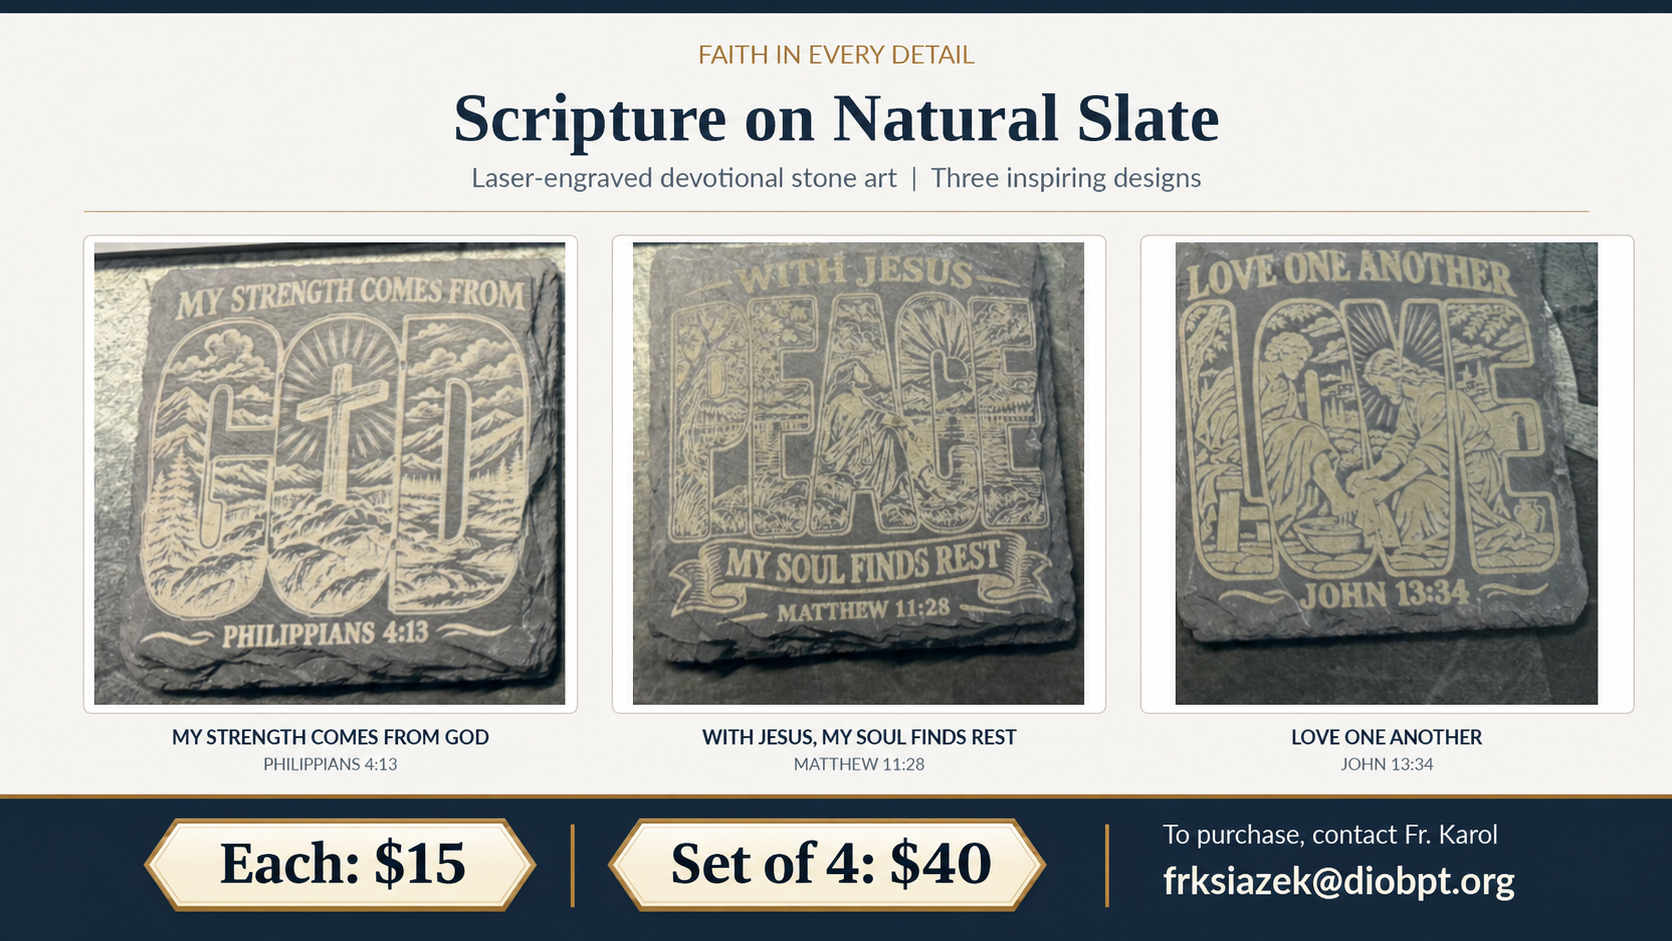 FAITH IN EVERY DETAIL
Scripture on Natural Slate
Laser-engraved devotional stone art | Three inspiring designs
MY STRENGTH COMES FROM
GOD
PHILIPPIANS 4:13
WITH JESUS
PEACE
MY SOUL FINDS REST
MATTHEW 11:28
LOVE ONE ANOTHER
LOVE
JOHN 13:34
MY STRENGTH COMES FROM GOD
PHILIPPIANS 4:13
WITH JESUS, MY SOUL FINDS REST
MATTHEW 11:28
LOVE ONE ANOTHER
JOHN 13:34
Each: $15
Set of 4: $40
To purchase, contact Fr. Karol
frksiazek@diobpt.org